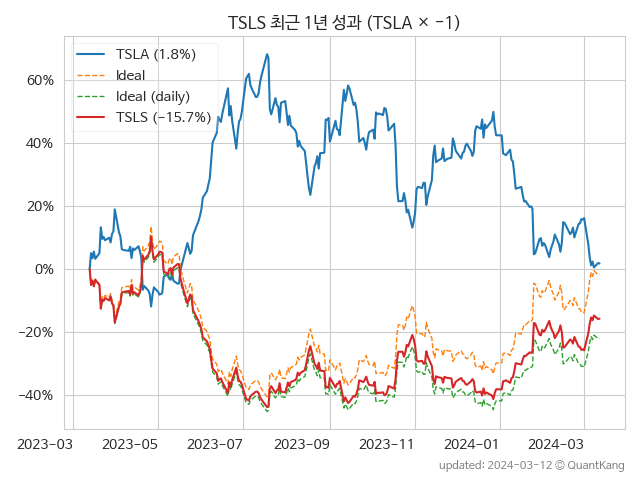 TSLS 최근 1년 성과 (TSLA × −1)
TSLA (1.8%)
Ideal
Ideal (daily)
TSLS (−15.7%)
60%
40%
20%
0%
−20%
−40%
2023-03 2023-05 2023-07 2023-09 2023-11 2024-01 2024-03
updated: 2024-03-12 © QuantKang